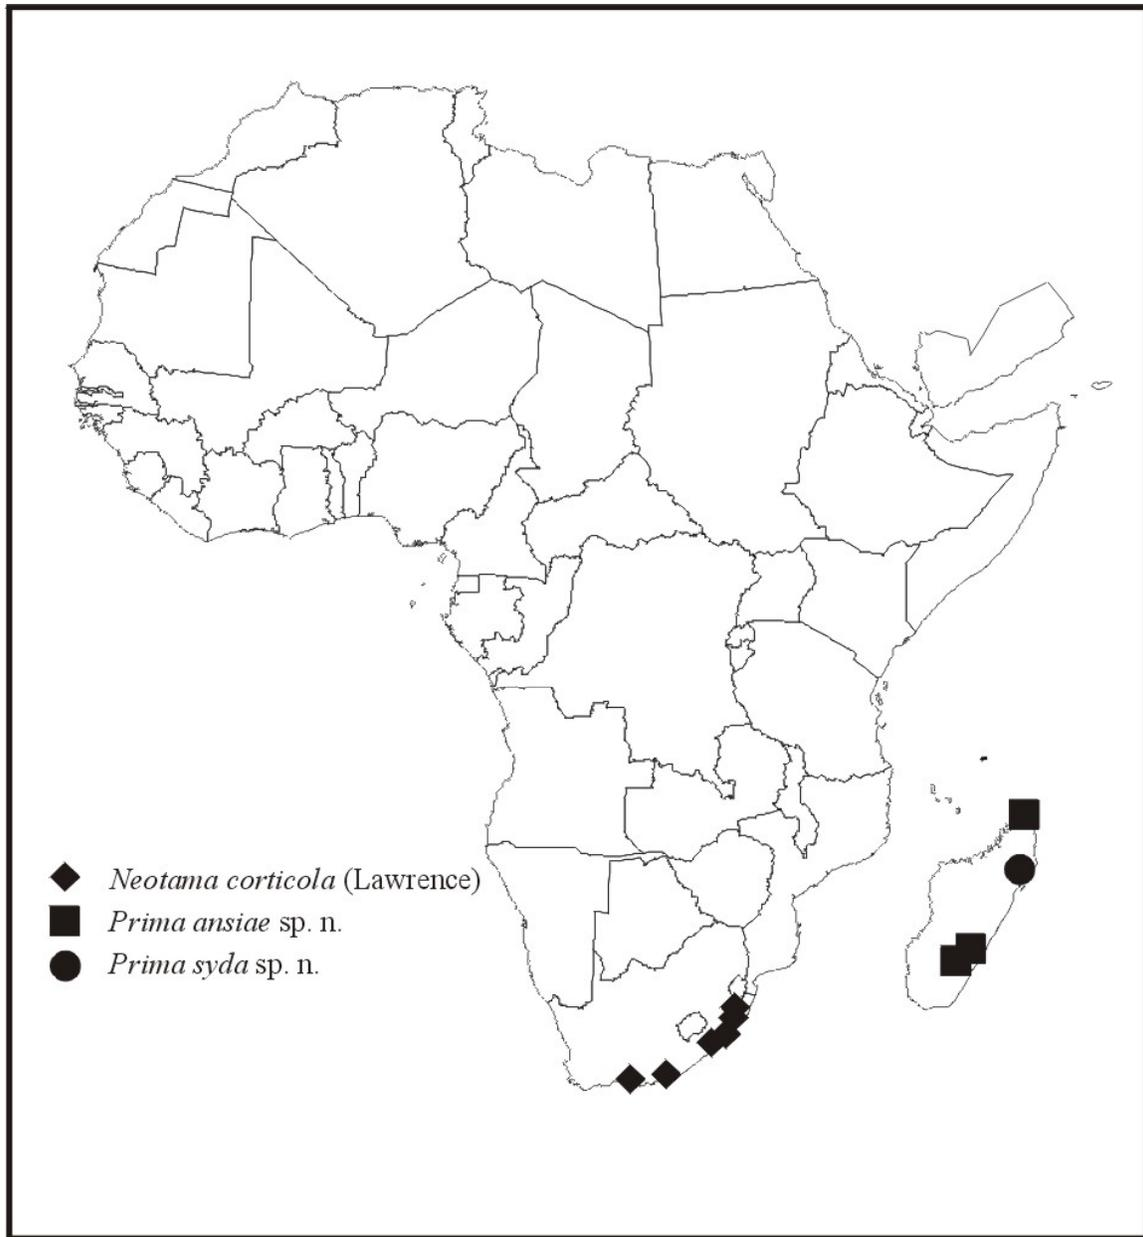 Neotama corticola (Lawrence)
Prima ansiae sp. n.
Prima syda sp. n.